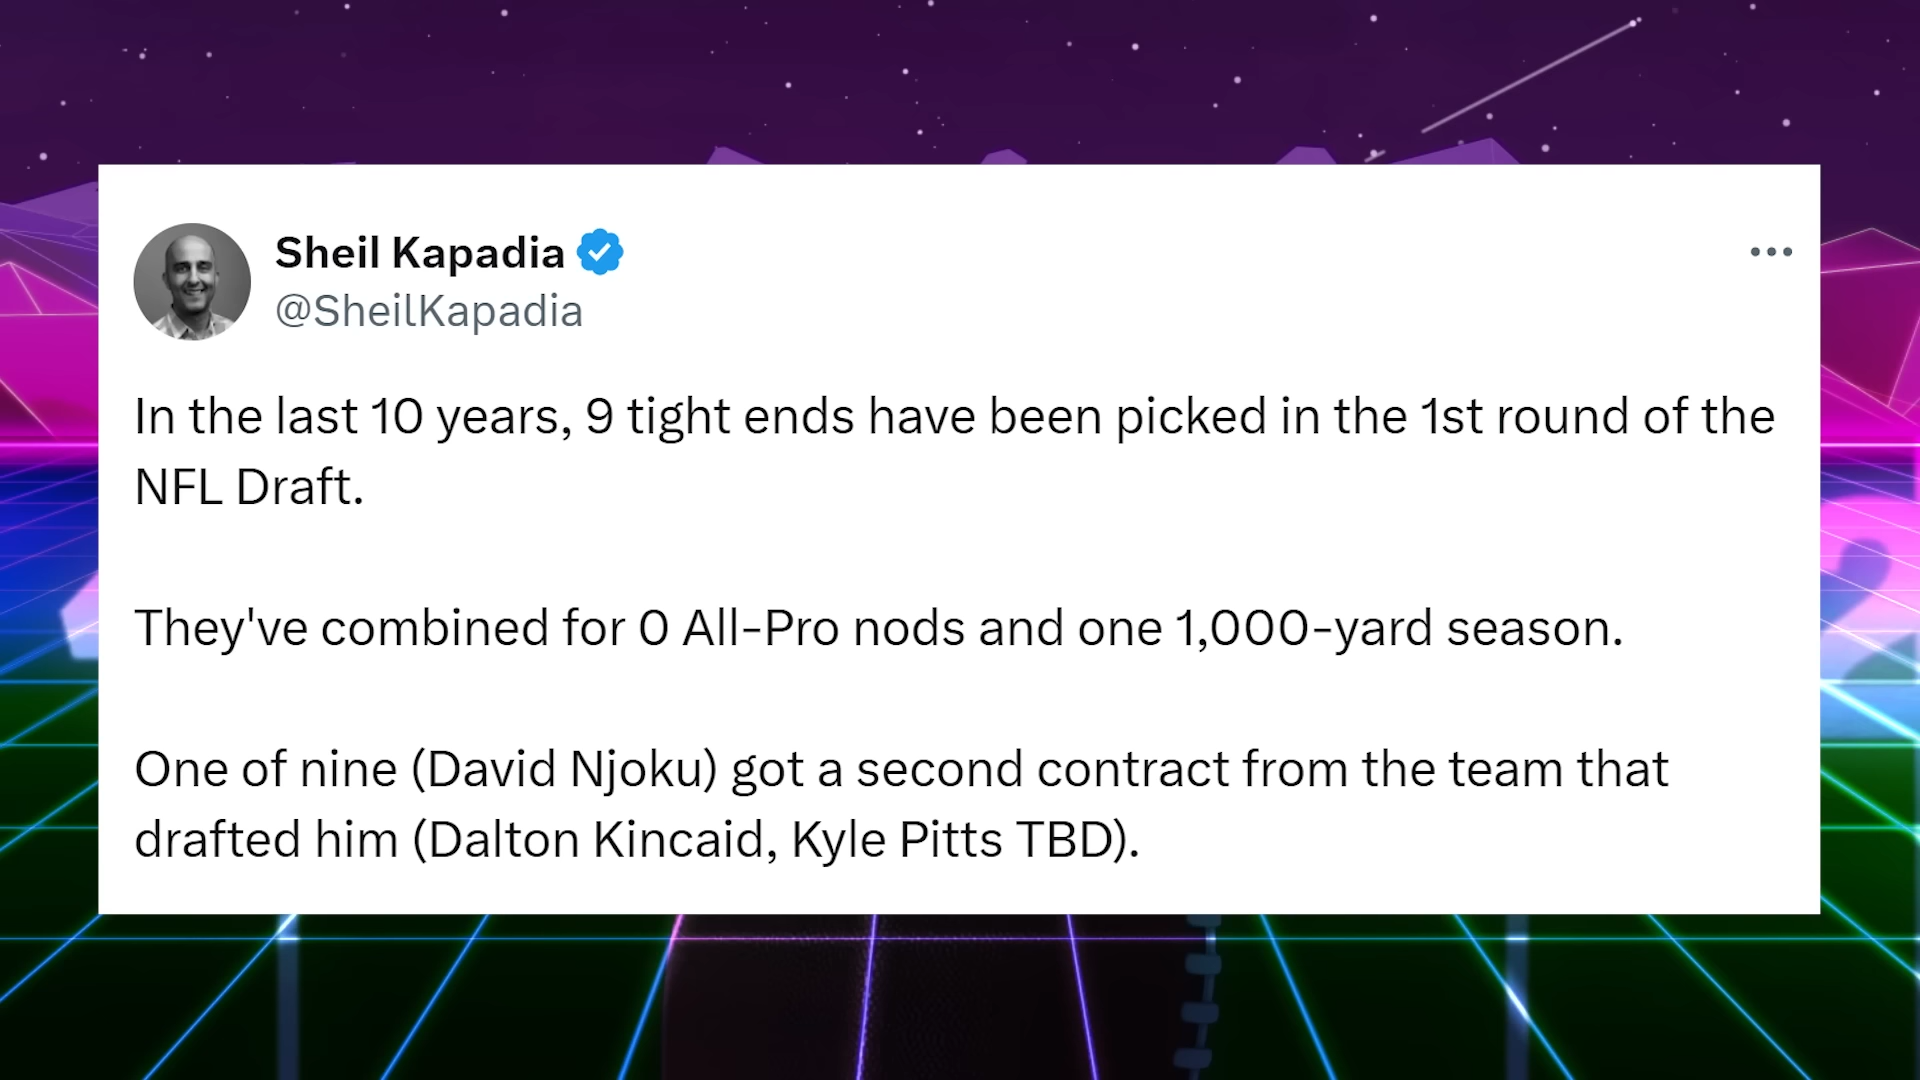 Sheil Kapadia
@SheilKapadia
In the last 10 years, 9 tight ends have been picked in the 1st round of the
NFL Draft.
They've combined for 0 All-Pro nods and one 1,000-yard season.
One of nine (David Njoku) got a second contract from the team that
drafted him (Dalton Kincaid, Kyle Pitts TBD).